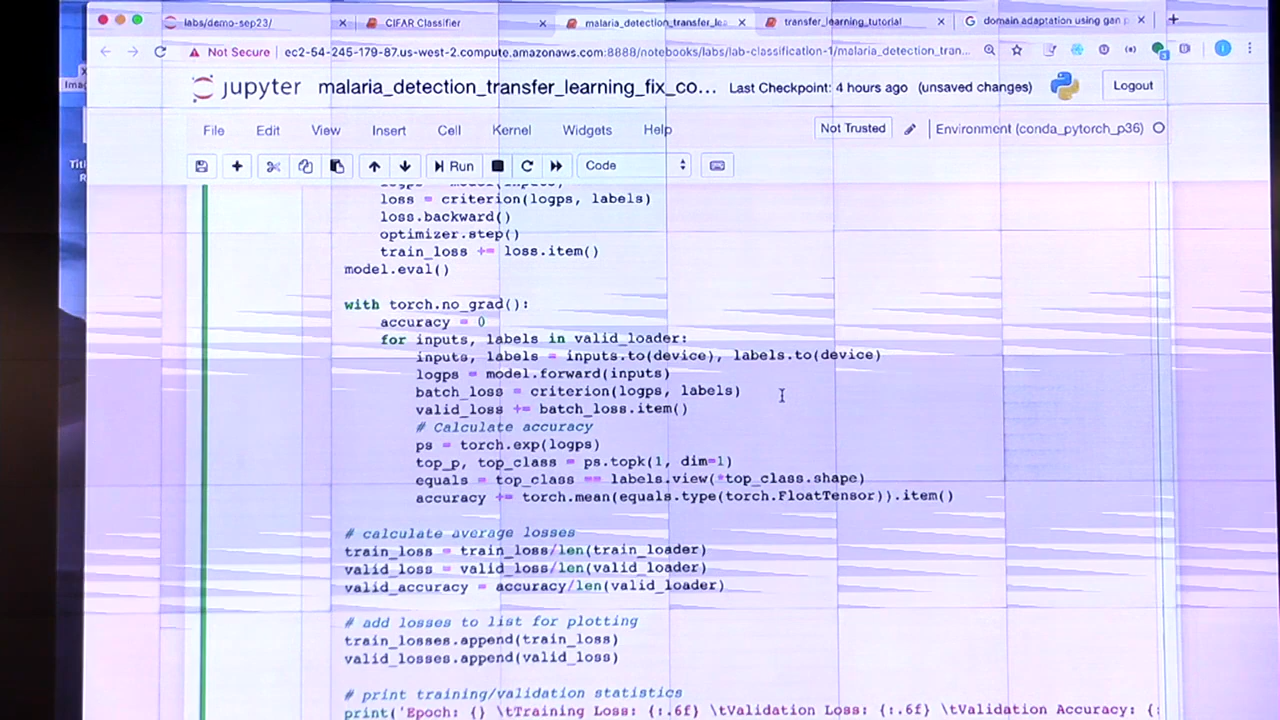 labs/demo-sep23/
CIFAR Classifier
malaria_detection_transfer_lea
transfer_learning_tutorial
domain adaptation using gan p
Not Secure
ec2-54-245-179-87.us-west-2.compute.amazonaws.com:8888/notebooks/labs/lab-classification-1/malaria_detection_tran...
Imag
jupyter
malaria_detection_transfer_learning_fix_co...
Last Checkpoint: 4 hours ago
(unsaved changes)
Logout
File
Edit
View
Insert
Cell
Kernel
Widgets
Help
Not Trusted
Environment (conda_pytorch_p36)
Titl
R
Run
Code
loss = criterion(logps, labels)
loss.backward()
optimizer.step()
train_loss += loss.item()
model.eval()
with torch.no_grad():
accuracy = 0
for inputs, labels in valid_loader:
inputs, labels = inputs.to(device), labels.to(device)
logps = model.forward(inputs)
batch_loss = criterion(logps, labels)
valid_loss += batch_loss.item()
# Calculate accuracy
ps = torch.exp(logps)
top_p, top_class = ps.topk(1, dim=1)
equals = top_class == labels.view(*top_class.shape)
accuracy += torch.mean(equals.type(torch.FloatTensor)).item()
# calculate average losses
train_loss = train_loss/len(train_loader)
valid_loss = valid_loss/len(valid_loader)
valid_accuracy = accuracy/len(valid_loader)
# add losses to list for plotting
train_losses.append(train_loss)
valid_losses.append(valid_loss)
# print training/validation statistics
print('Epoch: {} \tTraining Loss: {:.6f} \tValidation Loss: {:.6f} \tValidation Accuracy: {: